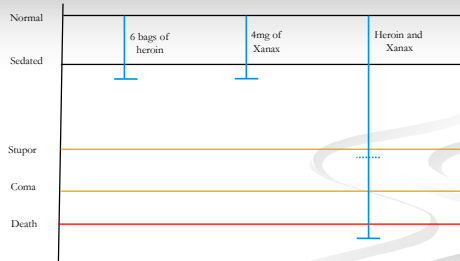 Normal
6 bags of
heroin
4mg of
Xanax
Heroin and
Xanax
Sedated
Stupor
Coma
Death